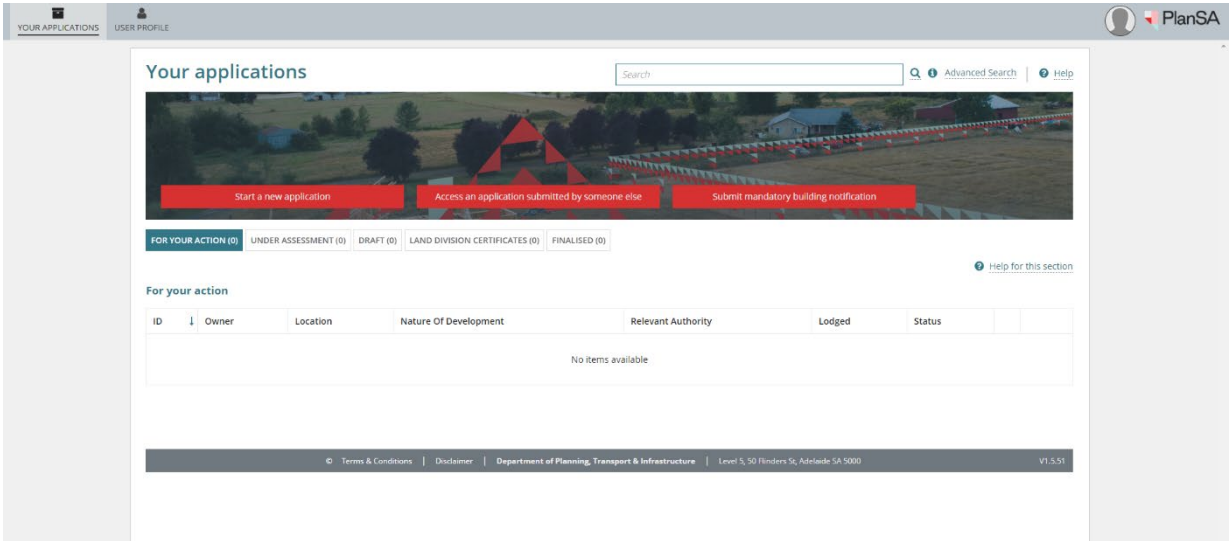 YOUR APPLICATIONS USER PROFILE PlanSA
Your applications Search Advanced Search | Help
Start a new application Access an application submitted by someone else Submit mandatory building notification
FOR YOUR ACTION (0) UNDER ASSESSMENT (0) DRAFT (0) LAND DIVISION CERTIFICATES (0) FINALISED (0)
Help for this section
For your action
ID ↓ Owner Location Nature Of Development Relevant Authority Lodged Status
No items available
© Terms & Conditions | Disclaimer | Department of Planning, Transport & Infrastructure | Level 5, 50 Flinders St, Adelaide SA 5000 V1.5.51